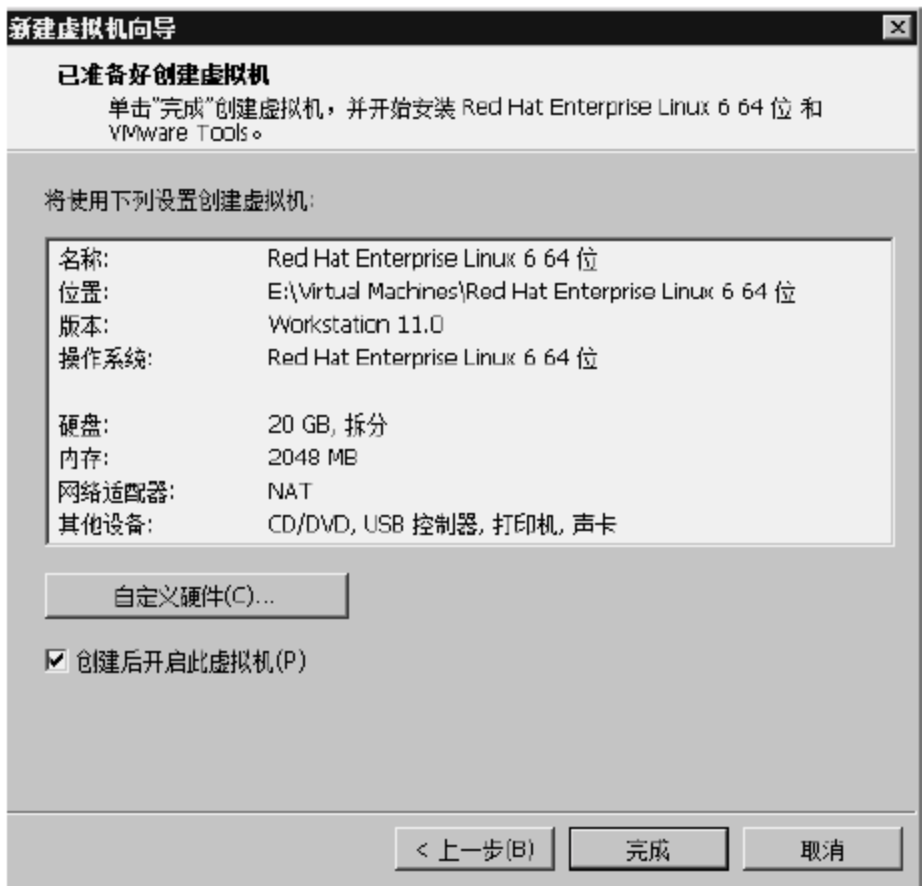 新建虚拟机向导
已准备好创建虚拟机
单击"完成"创建虚拟机，并开始安装 Red Hat Enterprise Linux 6 64 位 和
VMware Tools。
将使用下列设置创建虚拟机:
名称: Red Hat Enterprise Linux 6 64 位
位置: E:\Virtual Machines\Red Hat Enterprise Linux 6 64 位
版本: Workstation 11.0
操作系统: Red Hat Enterprise Linux 6 64 位
硬盘: 20 GB, 拆分
内存: 2048 MB
网络适配器: NAT
其他设备: CD/DVD, USB 控制器, 打印机, 声卡
自定义硬件(C)...
创建后开启此虚拟机(P)
< 上一步(B) 完成 取消